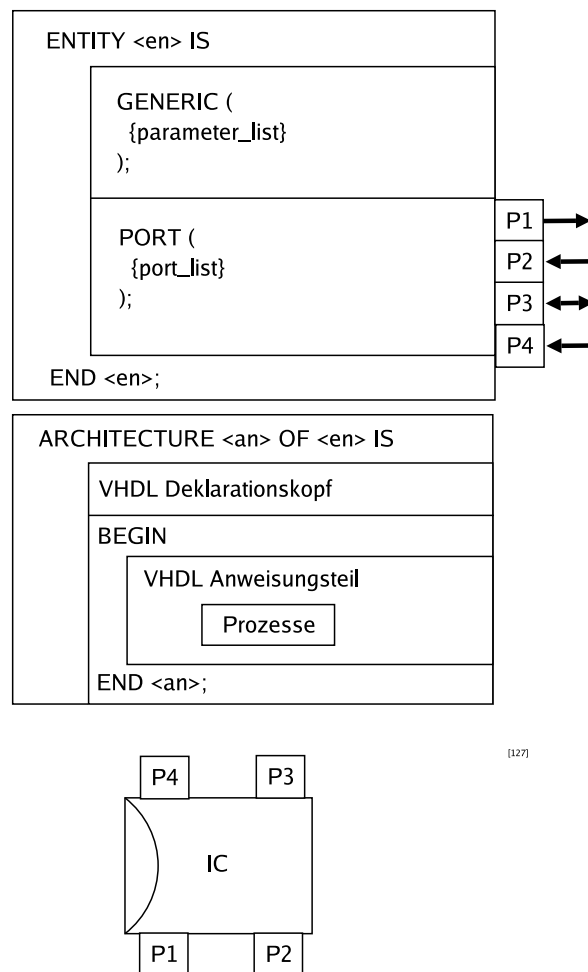 ENTITY <en> IS
GENERIC (
{parameter_list}
);
PORT (
{port_list}
);
P1
P2
P3
P4
END <en>;
ARCHITECTURE <an> OF <en> IS
VHDL Deklarationskopf
BEGIN
VHDL Anweisungsteil
Prozesse
END <an>;
[127]
P4
P3
IC
P1
P2